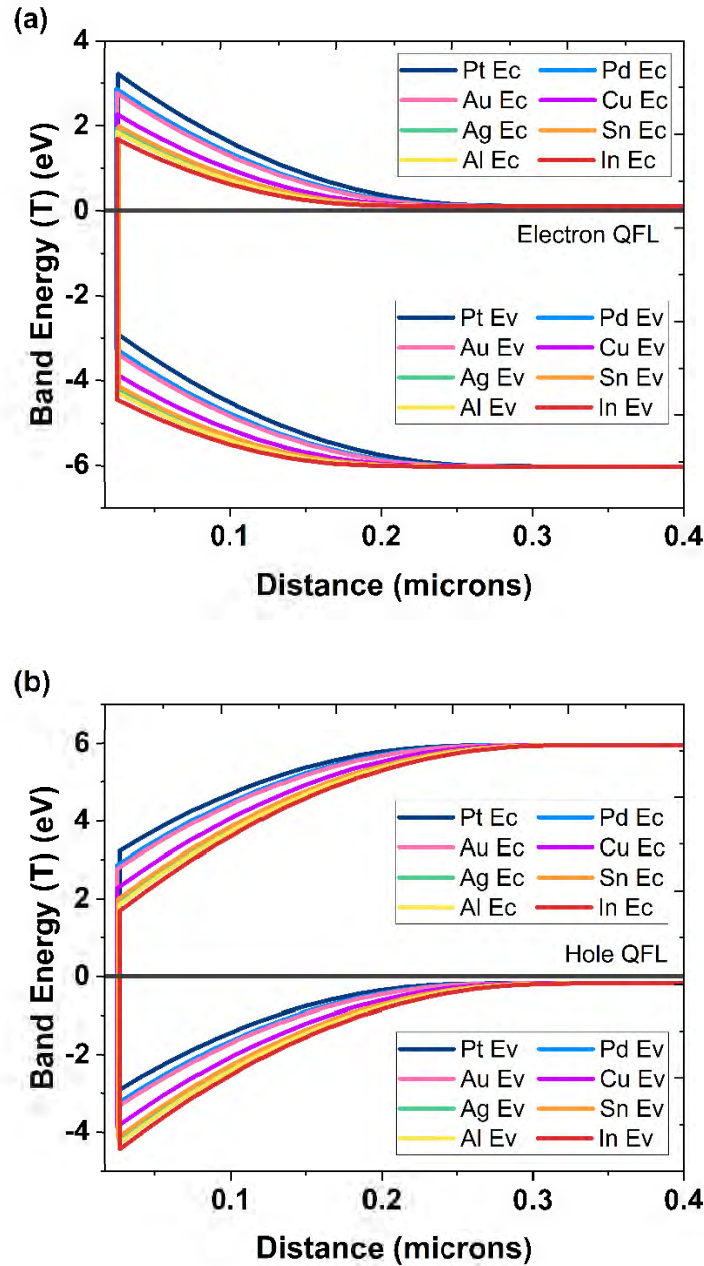 (a)
Band Energy (T) (eV)
4
2
0
-2
-4
-6
Pt Ec Pd Ec
Au Ec Cu Ec
Ag Ec Sn Ec
Al Ec In Ec
Electron QFL
Pt Ev Pd Ev
Au Ev Cu Ev
Ag Ev Sn Ev
Al Ev In Ev
0.1 0.2 0.3 0.4
Distance (microns)
(b)
Band Energy (T) (eV)
6
4
2
0
-2
-4
Pt Ec Pd Ec
Au Ec Cu Ec
Ag Ec Sn Ec
Al Ec In Ec
Hole QFL
Pt Ev Pd Ev
Au Ev Cu Ev
Ag Ev Sn Ev
Al Ev In Ev
0.1 0.2 0.3 0.4
Distance (microns)